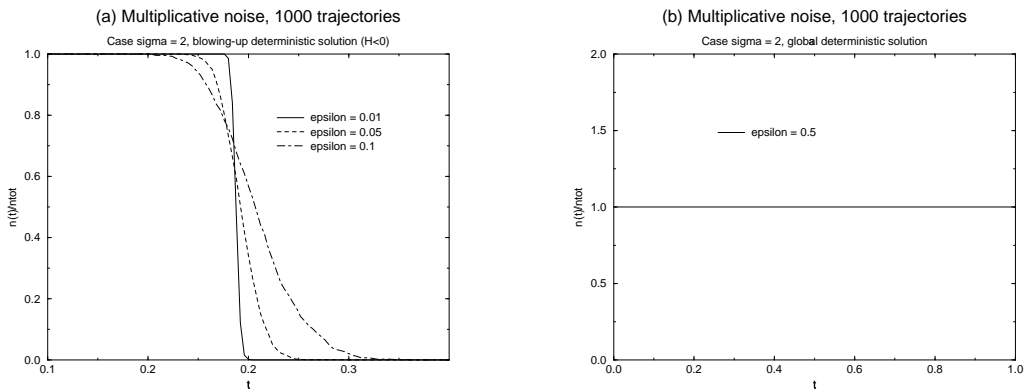 (a) Multiplicative noise, 1000 trajectories
Case sigma = 2, blowing-up deterministic solution (H<0)
1.0
0.8
0.6
0.4
0.2
0.0
n(t)/ntot
epsilon = 0.01
epsilon = 0.05
epsilon = 0.1
0.1
0.2
0.2
0.3
t
(b) Multiplicative noise, 1000 trajectories
Case sigma = 2, global deterministic solution
2.0
1.5
1.0
0.5
0.0
n(t)/ntot
epsilon = 0.5
0.0
0.2
0.4
0.6
0.8
1.0
t